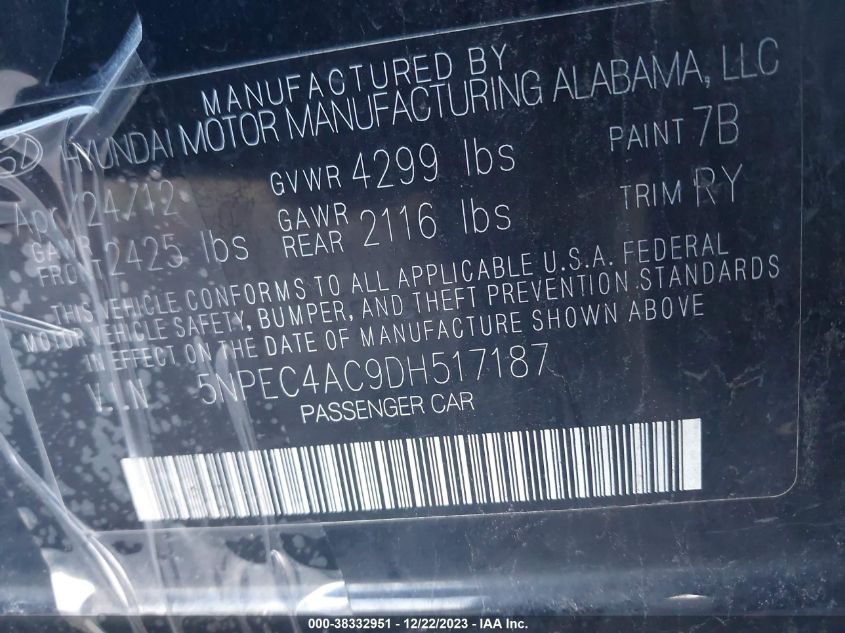 MANUFACTURED BY
HYUNDAI MOTOR MANUFACTURING ALABAMA, LLC
Apr/24/12 GVWR 4299 lbs PAINT 7B
GAWR FRONT 2425 lbs GAWR REAR 2116 lbs TRIM RY
THIS VEHICLE CONFORMS TO ALL APPLICABLE U.S.A. FEDERAL
MOTOR VEHICLE SAFETY, BUMPER, AND THEFT PREVENTION STANDARDS
IN EFFECT ON THE DATE OF MANUFACTURE SHOWN ABOVE
V.I.N 5NPEC4AC9DH517187
PASSENGER CAR
000-38332951 - 12/22/2023 - IAA Inc.